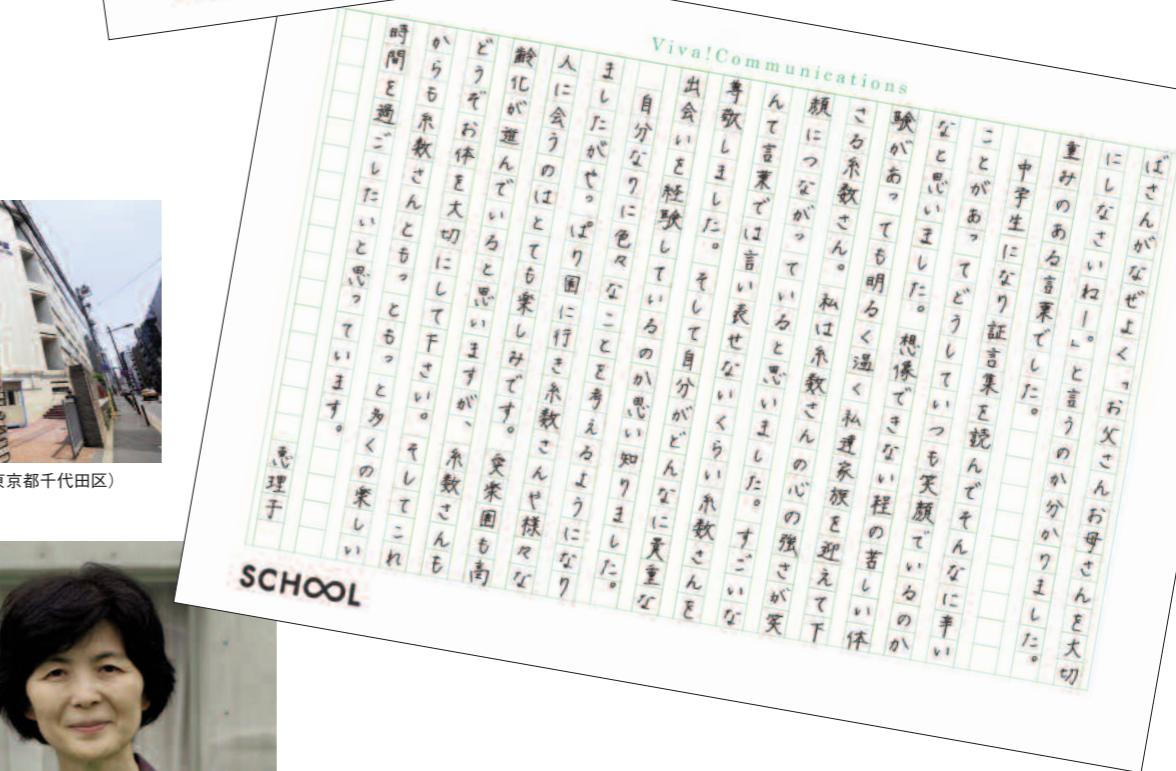 Viva!Communications
ばさんがなぜよく「お父さんお母さんを大切
にしなさいねー。」と言うのか分かりました。
重みのある言葉でした。
中学生になり証言集を読んでそんなに辛い
ことがあってどうしていつも笑顔でいるのか
なと思いました。想像できない程の苦しい体
験があっても明るく温く私達家族を迎えて下
さる糸数さん。私は糸数さんの心の強さが笑
顔につながっていると思いました。すごいな
んて言葉では言い表せないくらい糸数さんを
尊敬しました。そして自分がどんなに貴重な
出会いを経験しているのか思い知りました。
自分なりに色々なことを考えるようになり
ましたがやっぱり園に行き糸数さんや様々な
人に会うのはとても楽しみです。愛楽園も高
齢化が進んでいると思いますが、糸数さんも
どうぞお体を大切にして下さい。そしてこれ
からも糸数さんともっともっと多くの楽しい
時間を過ごしたいと思っています。
恵理子
SCHOOL
東京都千代田区）